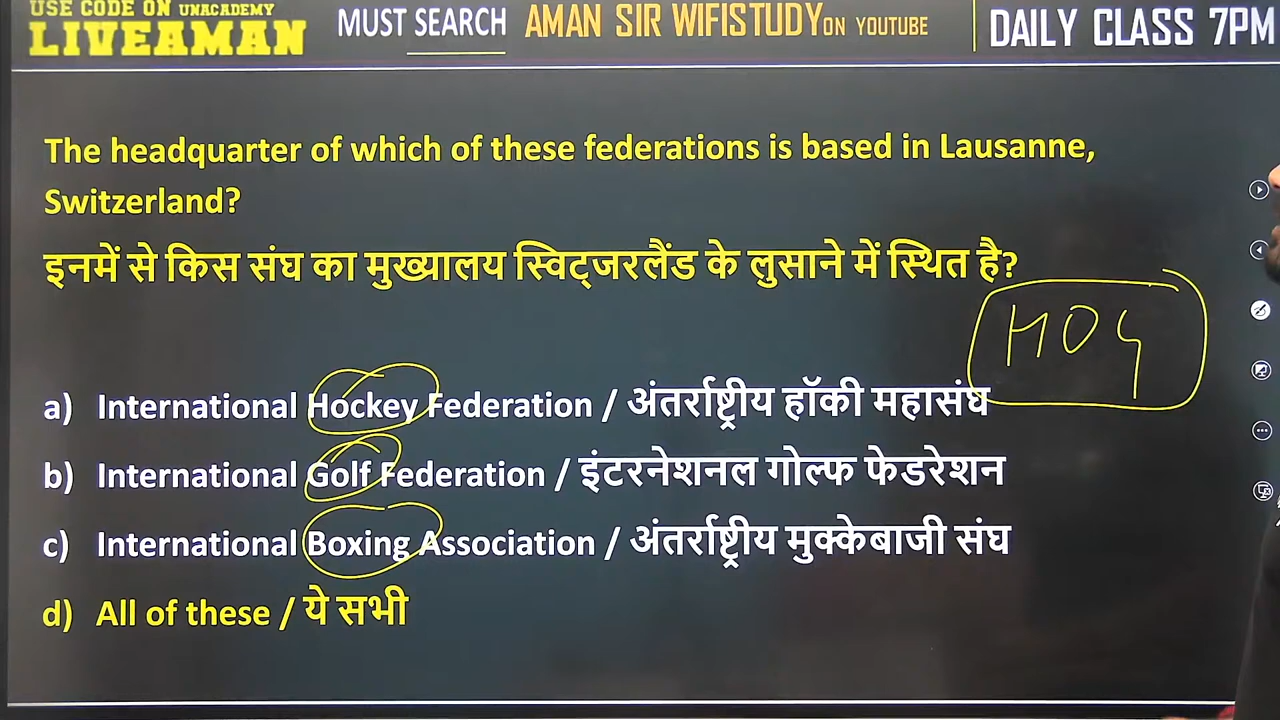 USE CODE ON UNACADEMY
LIVEAMAN
MUST SEARCH AMAN SIR WIFISTUDY ON YOUTUBE
DAILY CLASS 7PM
The headquarter of which of these federations is based in Lausanne,
Switzerland?
इनमें से किस संघ का मुख्यालय स्विट्जरलैंड के लुसाने में स्थित है?
a) International Hockey Federation / अंतर्राष्ट्रीय हॉकी महासंघ
b) International Golf Federation / इंटरनेशनल गोल्फ फेडरेशन
c) International Boxing Association / अंतर्राष्ट्रीय मुक्केबाजी संघ
d) All of these / ये सभी